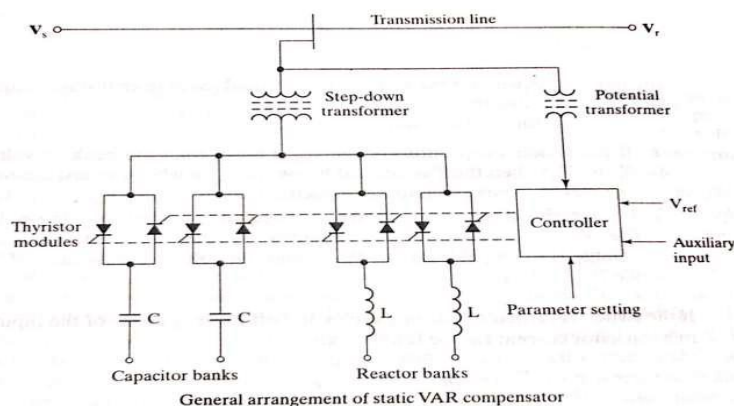 Transmission line
Vs
Vr
Step-down
transformer
Potential
transformer
Thyristor
modules
Controller
Vref
Auxiliary
input
C
C
L
L
Parameter setting
Capacitor banks
Reactor banks
General arrangement of static VAR compensator